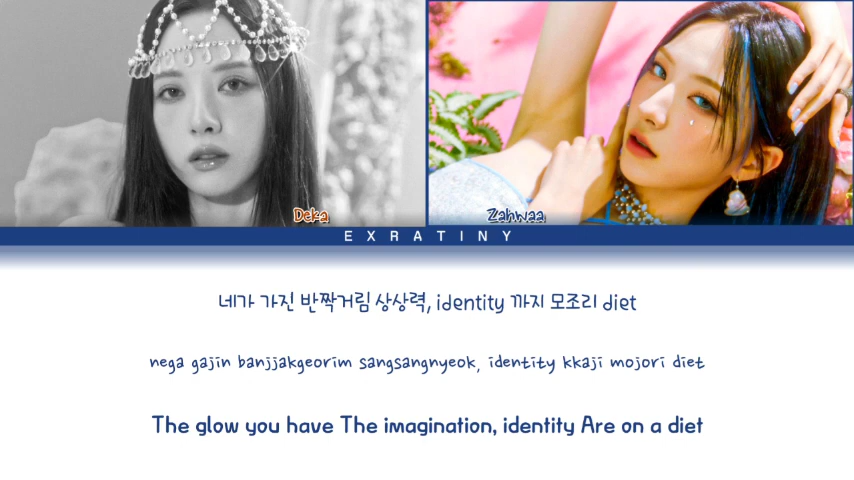 Deka
Zahwaa
EXRATINY
네가 가진 반짝거림 상상력, identity 까지 모조리 diet
nega gajin banjjakgeorim sangsangnyeok, identity kkaji mojori diet
The glow you have The imagination, identity Are on a diet